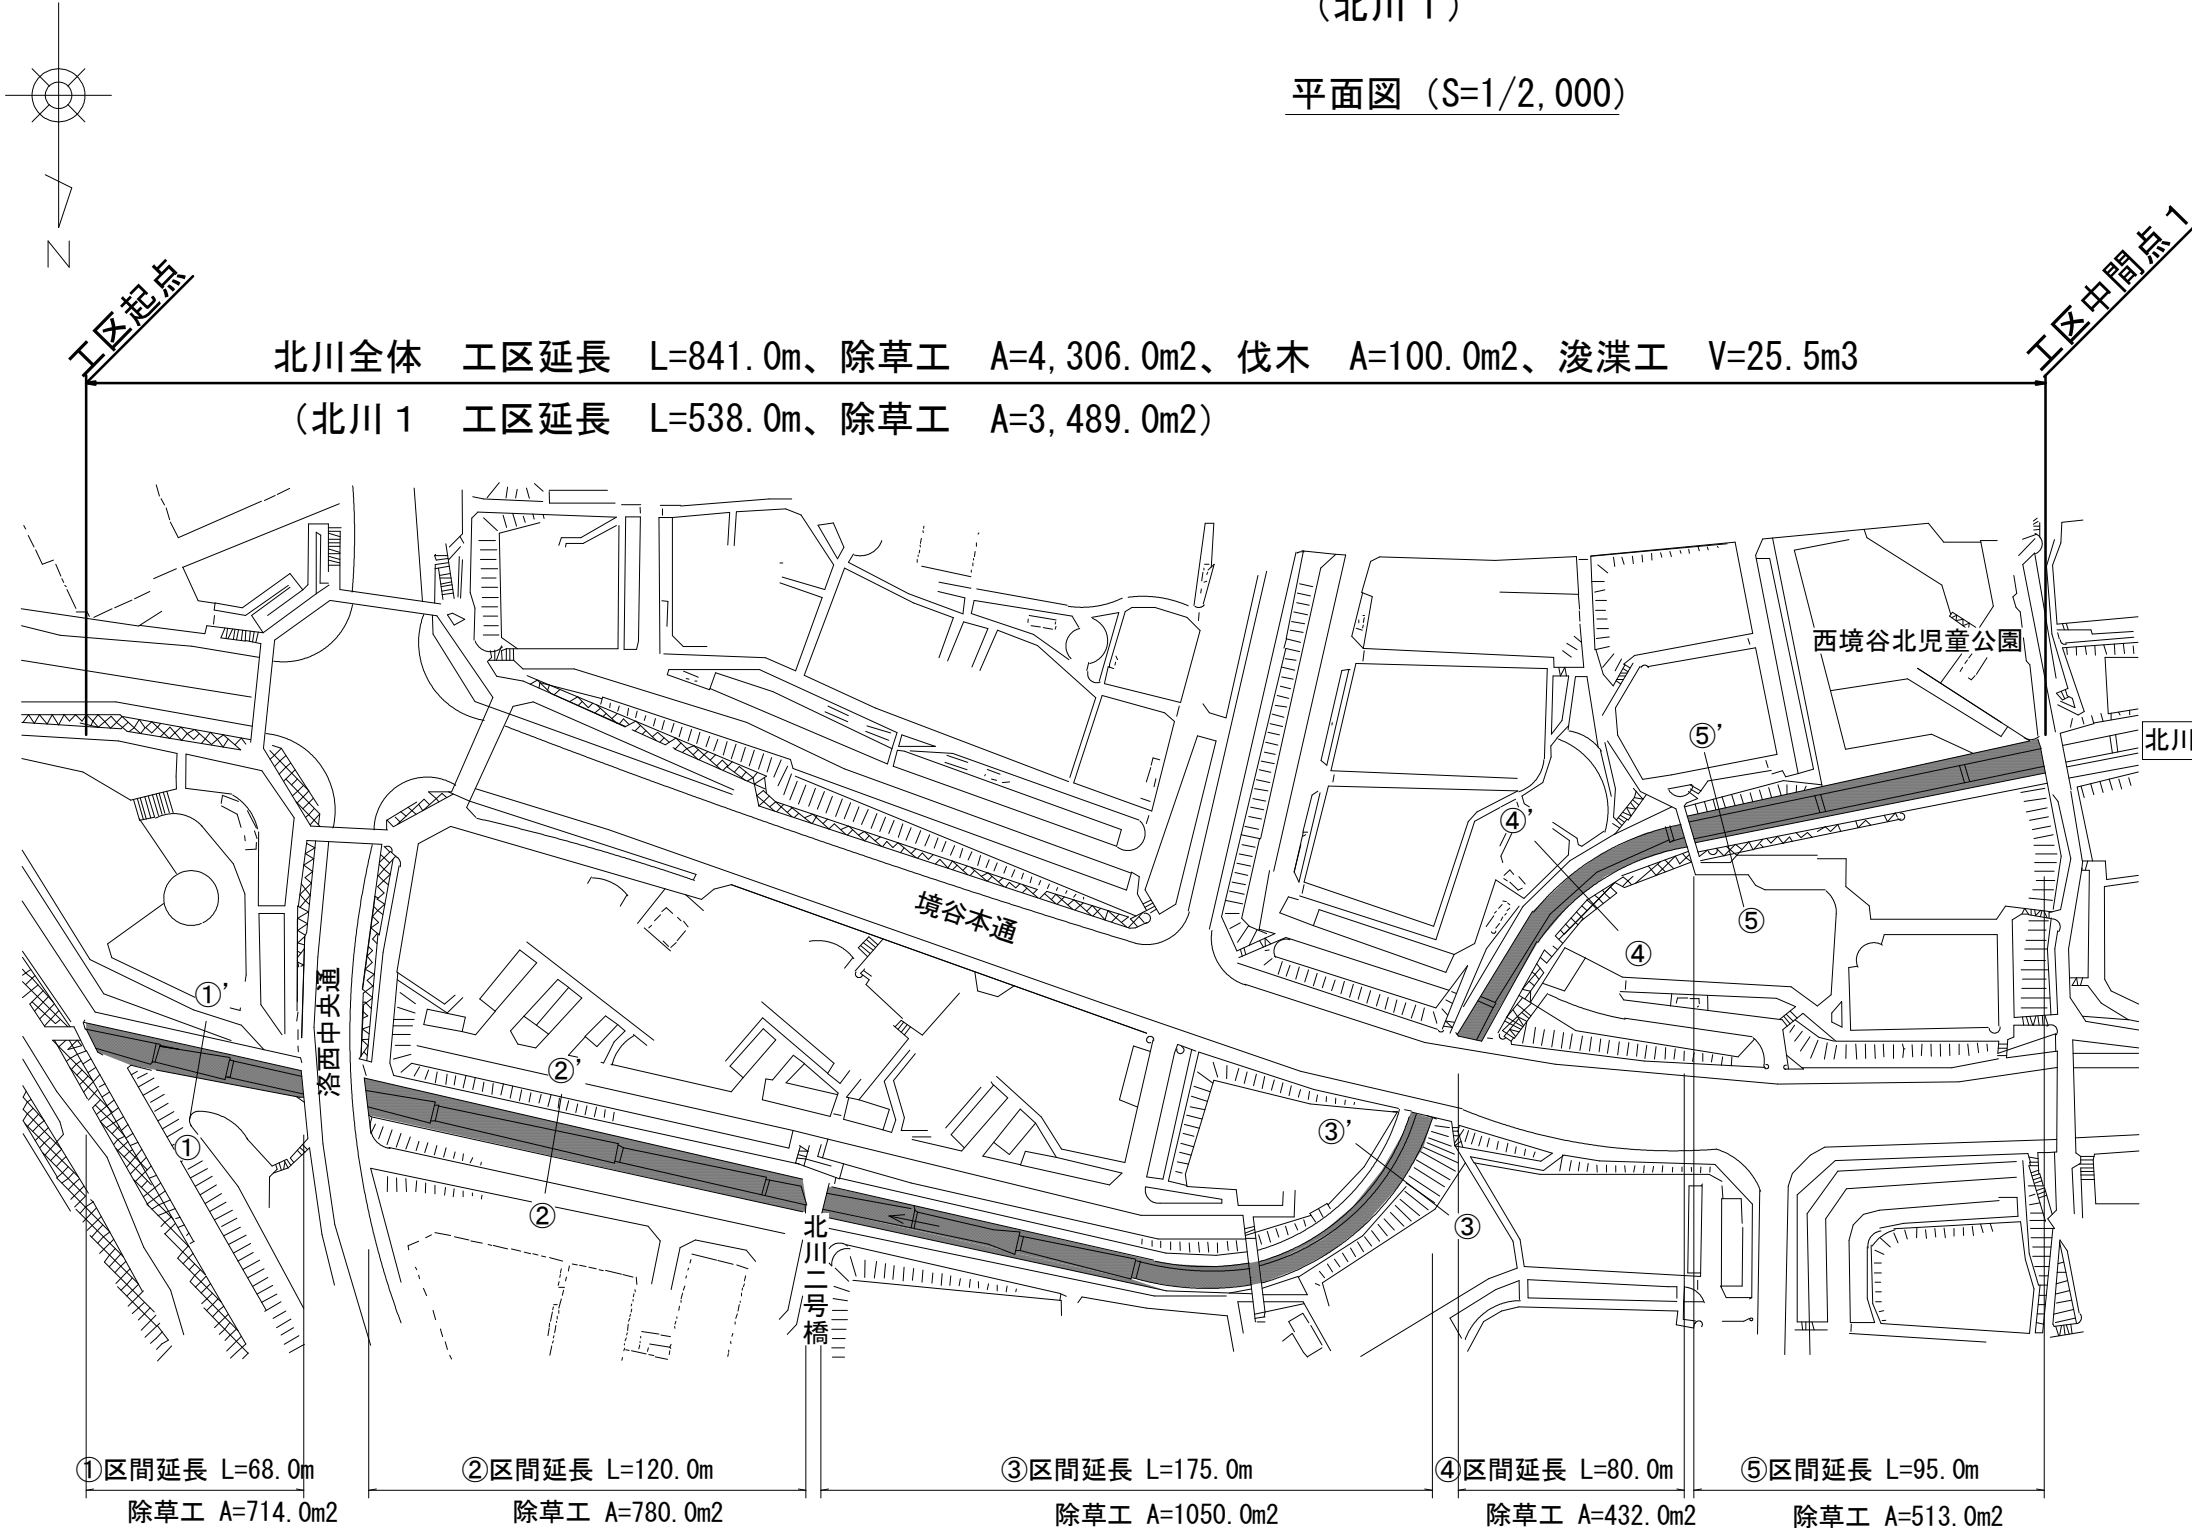 （北川１）
平面図（S=1/2,000）
N
工区起点
工区中間点１
北川全体　工区延長　L=841.0m、除草工　A=4,306.0m2、伐木　A=100.0m2、浚渫工　V=25.5m3
（北川１　工区延長　L=538.0m、除草工　A=3,489.0m2）
西境谷北児童公園
北川
⑤’
④’
境谷本通
⑤
④
①’
洛西中央通
②’
③’
①
②
③
北川二号橋
①区間延長 L=68.0m
除草工 A=714.0m2
②区間延長 L=120.0m
除草工 A=780.0m2
③区間延長 L=175.0m
除草工 A=1050.0m2
④区間延長 L=80.0m
除草工 A=432.0m2
⑤区間延長 L=95.0m
除草工 A=513.0m2